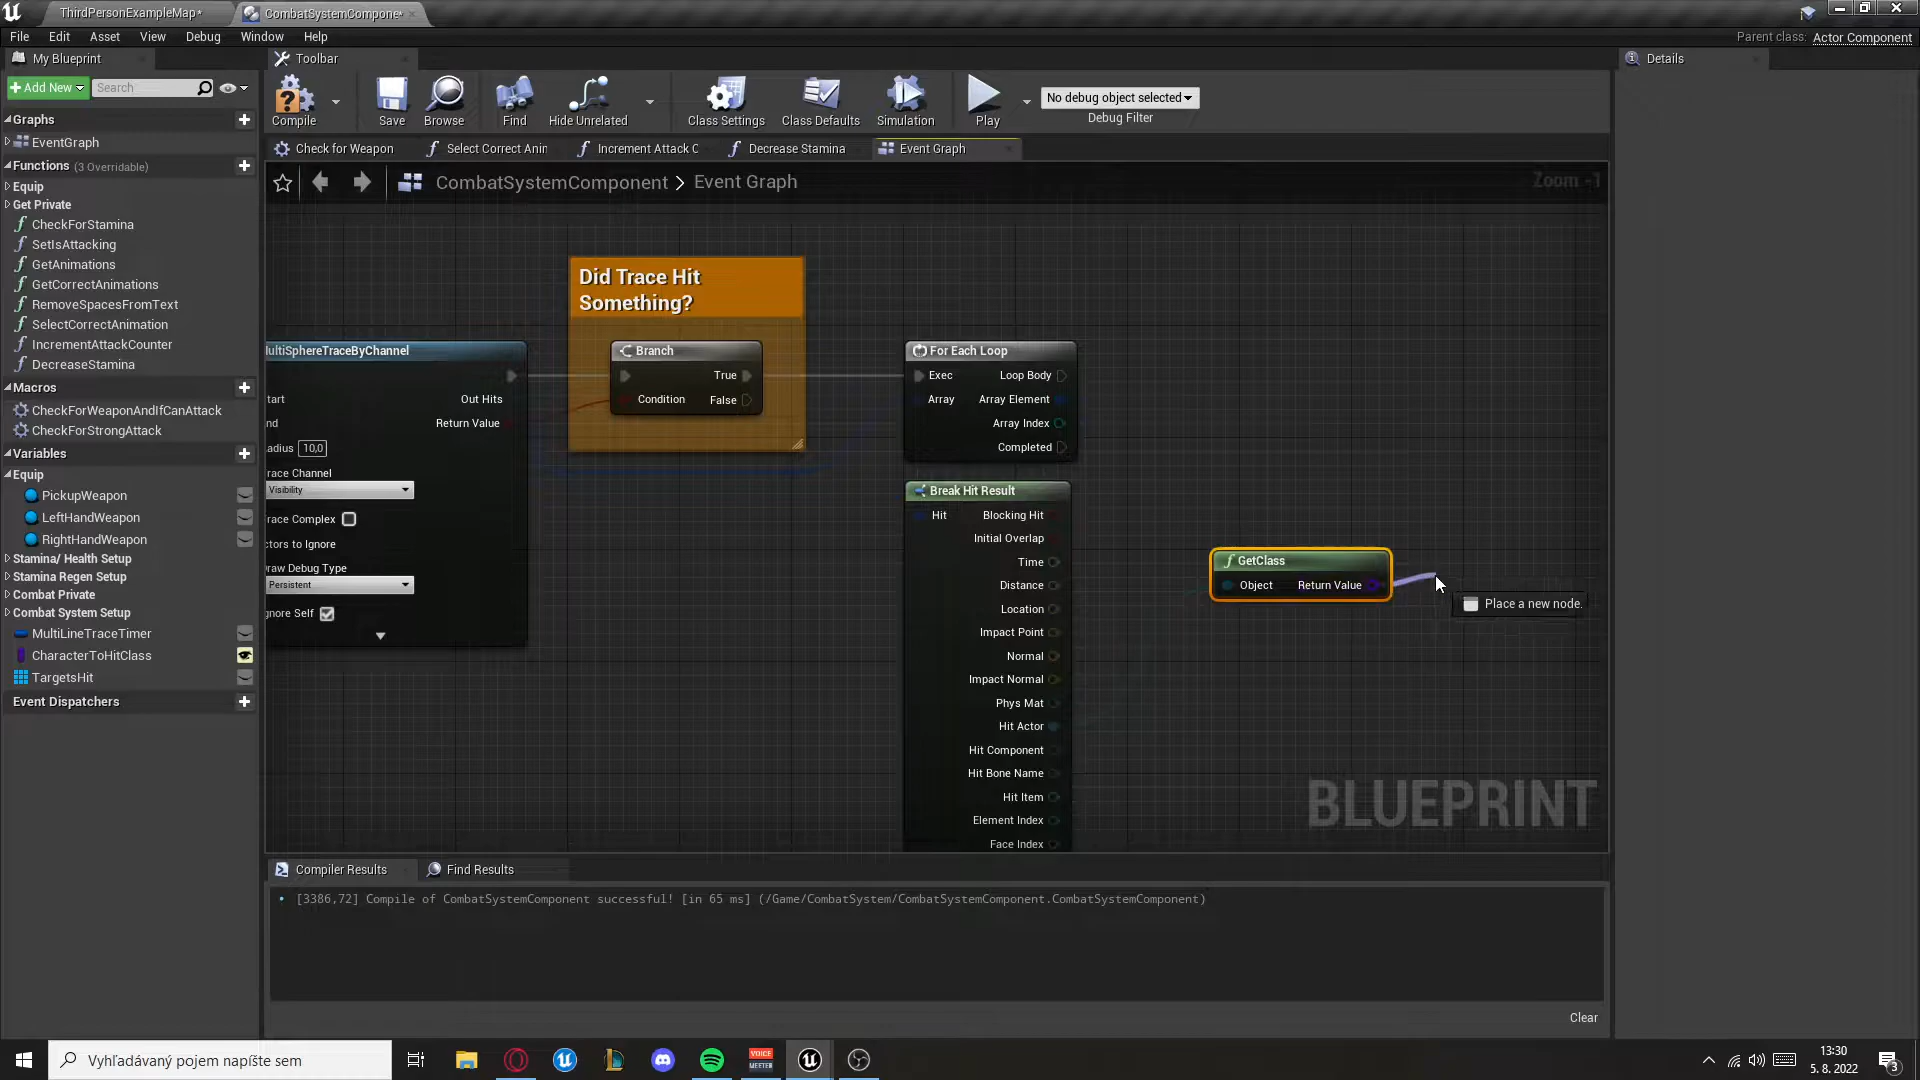 ThirdPersonExampleMap*
CombatSystemCompone*
File Edit Asset View Debug Window Help
Parent class: Actor Component
My Blueprint
Toolbar
Details
Add New
Search
Compile
Save
Browse
Find
Hide Unrelated
Class Settings
Class Defaults
Simulation
Play
No debug object selected
Debug Filter
Graphs
EventGraph
Functions (3 Overridable)
Equip
Get Private
CheckForStamina
SetIsAttacking
GetAnimations
GetCorrectAnimations
RemoveSpacesFromText
SelectCorrectAnimation
IncrementAttackCounter
DecreaseStamina
Macros
CheckForWeaponAndIfCanAttack
CheckForStrongAttack
Variables
Equip
PickupWeapon
LeftHandWeapon
RightHandWeapon
Stamina/ Health Setup
Stamina Regen Setup
Combat Private
Combat System Setup
MultiLineTraceTimer
CharacterToHitClass
TargetsHit
Event Dispatchers
Check for Weapon
Select Correct Anin
Increment Attack C
Decrease Stamina
Event Graph
CombatSystemComponent > Event Graph
Zoom -1
Did Trace Hit
Something?
ultiSphereTraceByChannel
tart
Out Hits
nd
Return Value
adius 10,0
race Channel
Visibility
race Complex
ctors to Ignore
raw Debug Type
Persistent
gnore Self
Branch
True
Condition
False
For Each Loop
Exec
Loop Body
Array
Array Element
Array Index
Completed
Break Hit Result
Hit
Blocking Hit
Initial Overlap
Time
Distance
Location
Impact Point
Normal
Impact Normal
Phys Mat
Hit Actor
Hit Component
Hit Bone Name
Hit Item
Element Index
Face Index
GetClass
Object
Return Value
Place a new node.
BLUEPRINT
Compiler Results
Find Results
[3386,72] Compile of CombatSystemComponent successful! [in 65 ms] (/Game/CombatSystem/CombatSystemComponent.CombatSystemComponent)
Clear
Vyhľadávaný pojem napíšte sem
VOICE
MEETER
13:30
5. 8. 2022
3